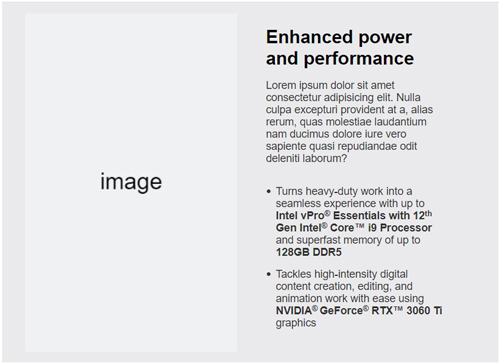 image
Enhanced power
and performance
Lorem ipsum dolor sit amet
consectetur adipisicing elit. Nulla
culpa excepturi provident at a, alias
rerum, quas molestiae laudantium
nam ducimus dolore iure vero
sapiente quasi repudiandae odit
deleniti laborum?
• Turns heavy-duty work into a
seamless experience with up to
Intel vPro® Essentials with 12th
Gen Intel® Core™ i9 Processor
and superfast memory of up to
128GB DDR5
• Tackles high-intensity digital
content creation, editing, and
animation work with ease using
NVIDIA® GeForce® RTX™ 3060 Ti
graphics